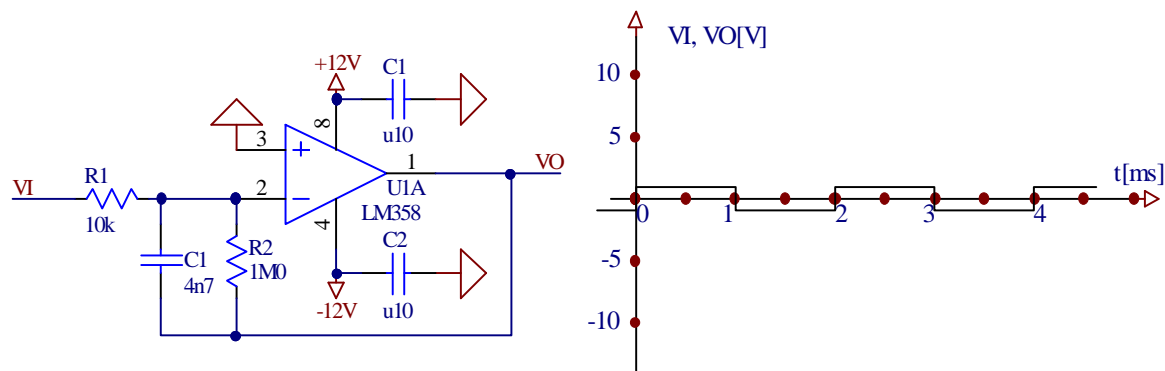 +12V
C1
u10
8
3
1
VO
U1A
LM358
VI
R1
10k
2
4
C1
4n7
R2
1M0
C2
u10
-12V
VI, VO[V]
10
5
t[ms]
0
1
2
3
4
-5
-10